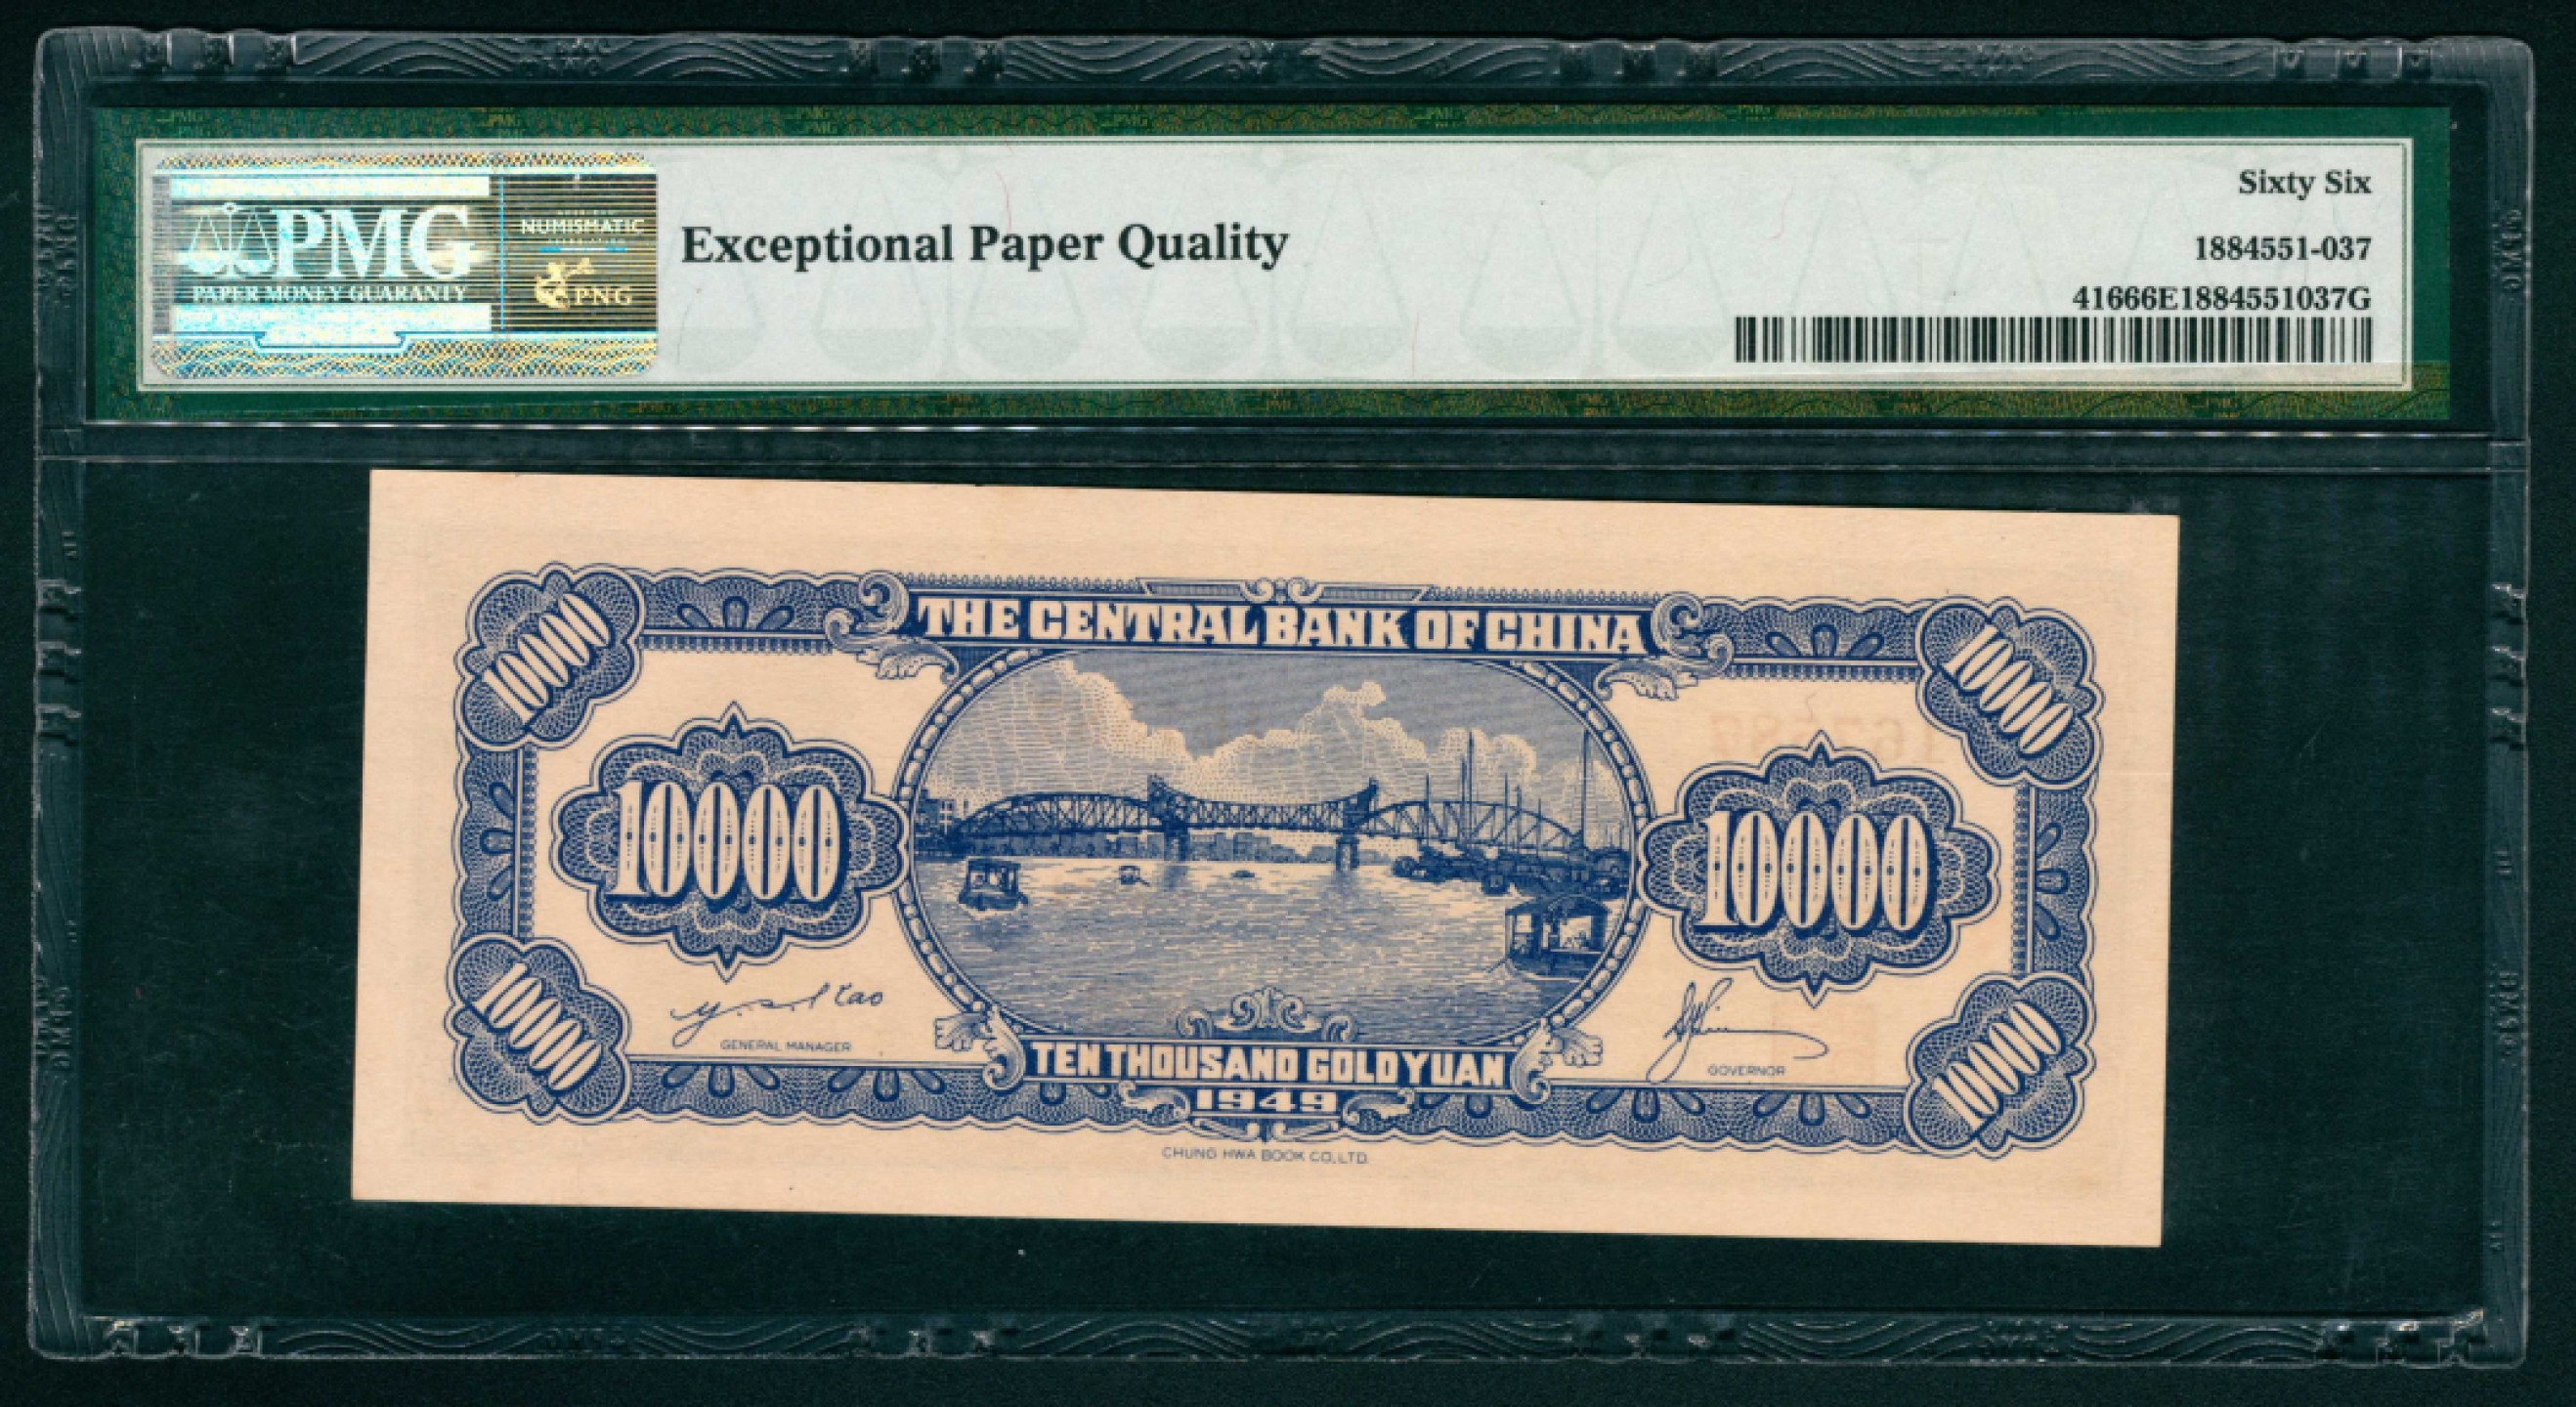 Sixty Six
PMG
NUMISMATIC
Exceptional Paper Quality
1884551-037
PAPER MONEY GUARANTY
PNG
41666E1884551037G
THE CENTRAL BANK OF CHINA
10000
10000
10000
10000
GENERAL MANAGER
GOVERNOR
10000
10000
TEN THOUSAND GOLD YUAN
1949
CHUNG HWA BOOK CO., LTD.